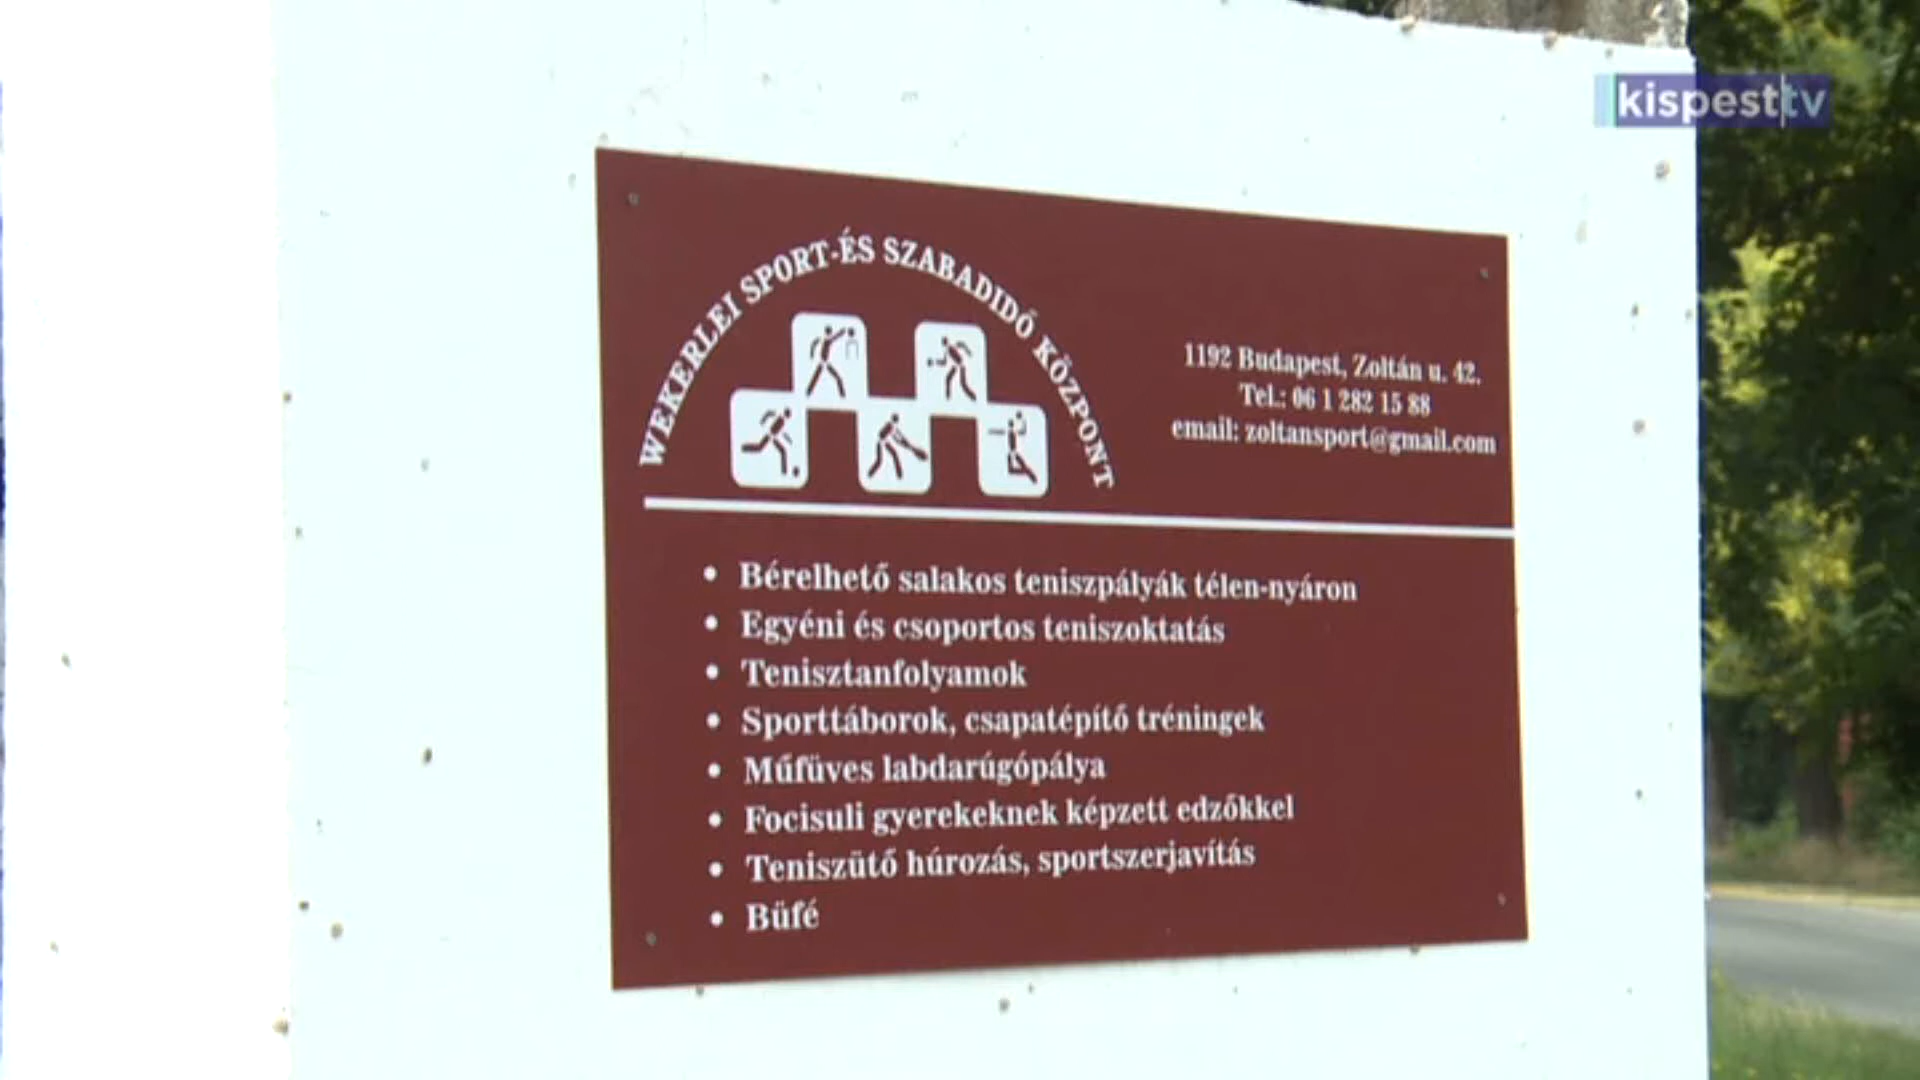 kispest tv
WEKERLEI SPORT-ÉS SZABADIDŐ KÖZPONT
1192 Budapest, Zoltán u. 42.
Tel.: 06 1 282 15 88
email: zoltansport@gmail.com
• Bérelhető salakos teniszpályák télen-nyáron
• Egyéni és csoportos teniszoktatás
• Tenisztanfolyamok
• Sporttáborok, csapatépítő tréningek
• Műfüves labdarúgópálya
• Focisuli gyerekeknek képzett edzőkkel
• Teniszütő húrozás, sportszerjavítás
• Büfé